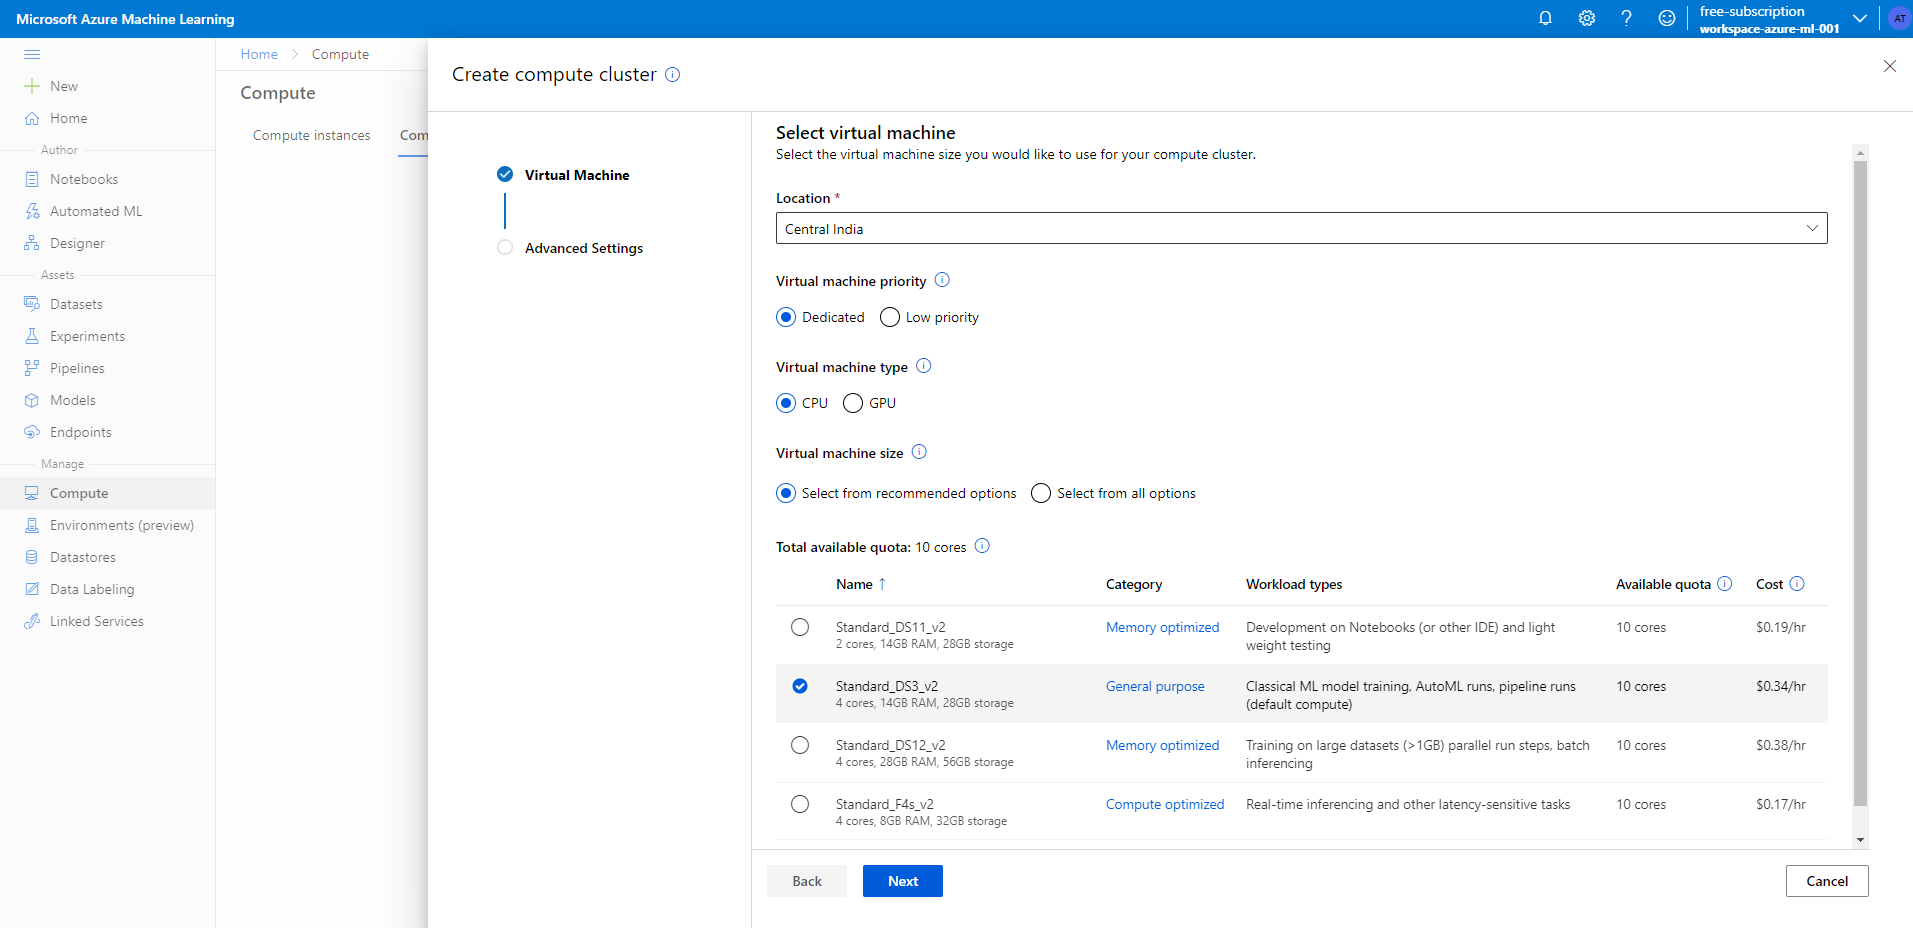 Microsoft Azure Machine Learning
free-subscription
workspace-azure-ml-001
AT
New
Home
Author
Notebooks
Automated ML
Designer
Assets
Datasets
Experiments
Pipelines
Models
Endpoints
Manage
Compute
Environments (preview)
Datastores
Data Labeling
Linked Services
Home > Compute
Compute
Compute instances Com
Create compute cluster
Virtual Machine
Advanced Settings
Select virtual machine
Select the virtual machine size you would like to use for your compute cluster.
Location *
Central India
Virtual machine priority
Dedicated Low priority
Virtual machine type
CPU GPU
Virtual machine size
Select from recommended options Select from all options
Total available quota: 10 cores
Name ↑ Category Workload types Available quota Cost
Standard_DS11_v2 Memory optimized Development on Notebooks (or other IDE) and light 10 cores $0.19/hr
2 cores, 14GB RAM, 28GB storage weight testing
Standard_DS3_v2 General purpose Classical ML model training, AutoML runs, pipeline runs 10 cores $0.34/hr
4 cores, 14GB RAM, 28GB storage (default compute)
Standard_DS12_v2 Memory optimized Training on large datasets (>1GB) parallel run steps, batch 10 cores $0.38/hr
4 cores, 28GB RAM, 56GB storage inferencing
Standard_F4s_v2 Compute optimized Real-time inferencing and other latency-sensitive tasks 10 cores $0.17/hr
4 cores, 8GB RAM, 32GB storage
Back Next Cancel